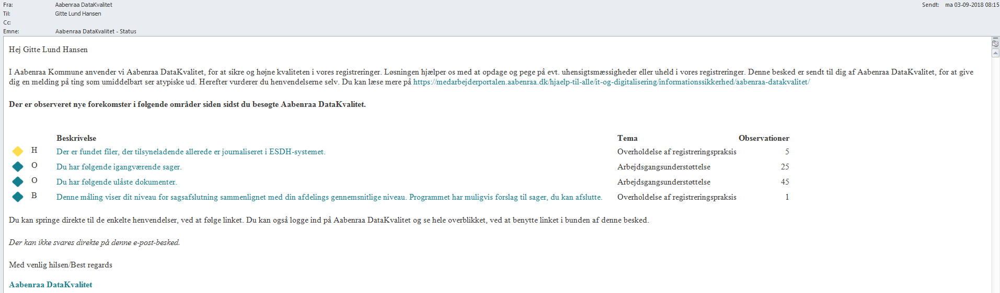 Fra: Aabenraa DataKvalitet Sendt: ma 03-09-2018 08:15
Til: Gitte Lund Hansen
Cc:
Emne: Aabenraa DataKvalitet - Status
Hej Gitte Lund Hansen
I Aabenraa Kommune anvender vi Aabenraa DataKvalitet, for at sikre og højne kvaliteten i vores registreringer. Løsningen hjælper os med at opdage og pege på evt. uhensigtsmæssigheder eller uheld i vores registreringer. Denne besked er sendt til dig af Aabenraa DataKvalitet, for at give
dig en melding på ting som umiddelbart ser atypiske ud. Herefter vurderer du henvendelserne selv. Du kan læse mere på https://medarbejderportalen.aabenraa.dk/hjaelp-til-alle/it-og-digitalisering/informationssikkerhed/aabenraa-datakvalitet/
Der er observeret nye forekomster i følgende områder siden sidst du besøgte Aabenraa DataKvalitet.
Beskrivelse Tema Observationer
H Der er fundet filer, der tilsyneladende allerede er journaliseret i ESDH-systemet. Overholdelse af registreringspraksis 5
O Du har følgende igangværende sager. Arbejdsgangsunderstøttelse 25
O Du har følgende ulåste dokumenter. Arbejdsgangsunderstøttelse 45
B Denne måling viser dit niveau for sagsafslutning sammenlignet med din afdelings gennemsnitlige niveau. Programmet har muligvis forslag til sager, du kan afslutte. Overholdelse af registreringspraksis 1
Du kan springe direkte til de enkelte henvendelser, ved at følge linket. Du kan også logge ind på Aabenraa DataKvalitet og se hele overblikket, ved at benytte linket i bunden af denne besked.
Der kan ikke svares direkte på denne e-post-besked.
Med venlig hilsen/Best regards
Aabenraa DataKvalitet